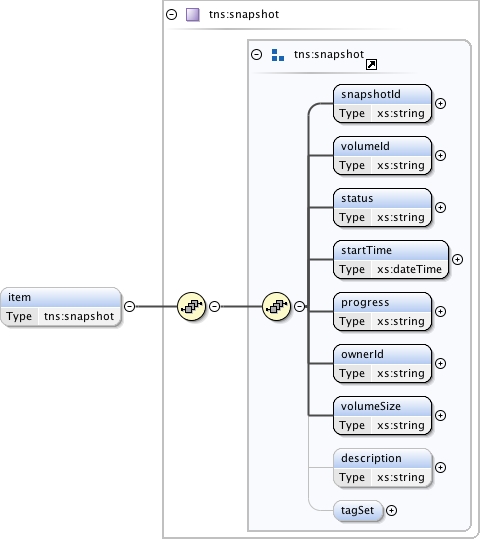 tns:snapshot
tns:snapshot
snapshotId
Type xs:string
volumeId
Type xs:string
status
Type xs:string
startTime
Type xs:dateTime
item
Type tns:snapshot
progress
Type xs:string
ownerId
Type xs:string
volumeSize
Type xs:string
description
Type xs:string
tagSet